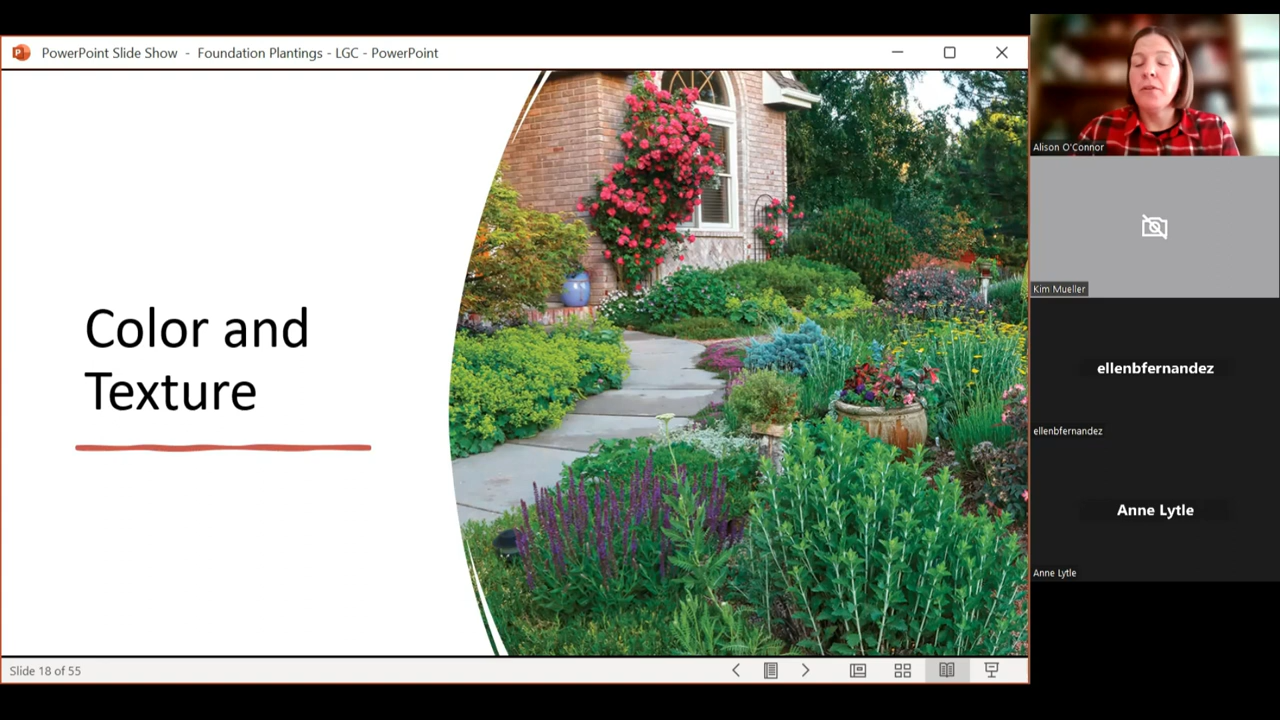 PowerPoint Slide Show - Foundation Plantings - LGC - PowerPoint
Color and
Texture
Slide 18 of 55
Alison O'Connor
Kim Mueller
ellenbfernandez
ellenbfernandez
Anne Lytle
Anne Lytle